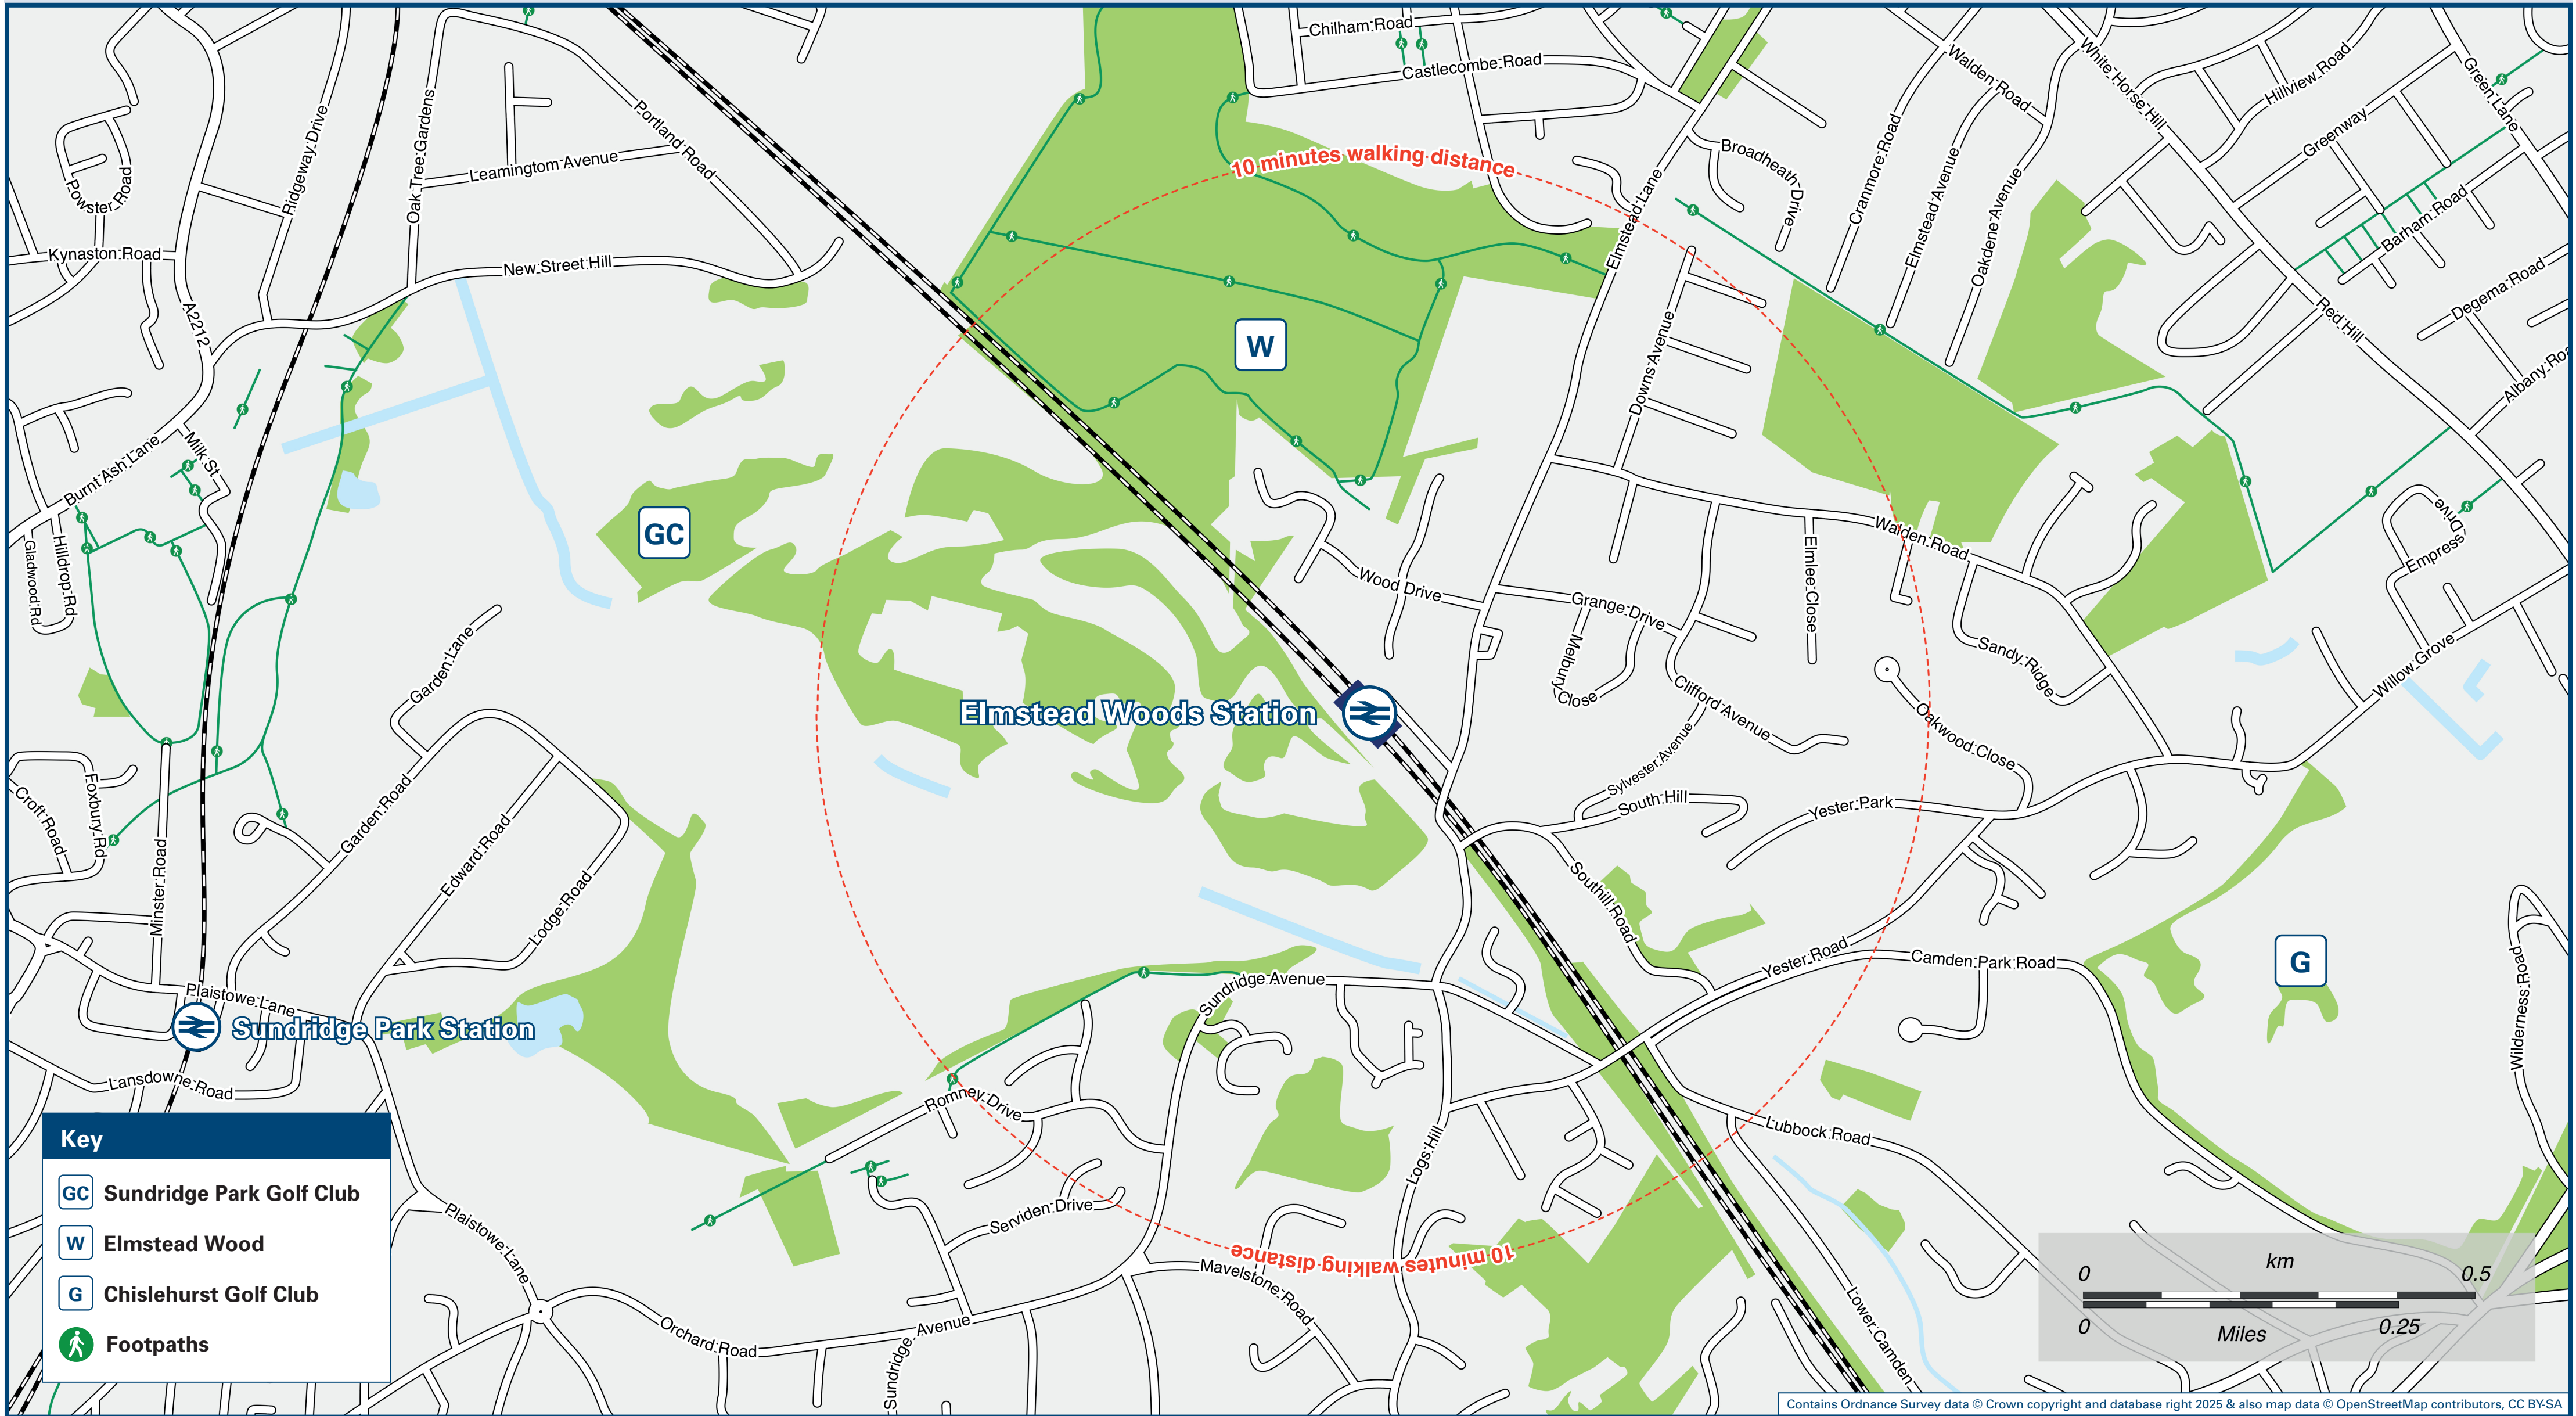 Chilham Road
Castlecombe Road
Walden Road
White Horse Hill
Hillview Road
Green Lane
Greenway
Ridgeway Drive
Oak Tree Gardens
Portland Road
Leamington Avenue
Powster Road
Kynaston Road
New Street Hill
A2212
10 minutes walking distance
Elmstead Lane
Broadheath Drive
Cranmore Road
Elmstead Avenue
Oakdene Avenue
Barham Road
Degema Road
Red Hill
Albany Roa
W
Downs Avenue
Burnt Ash Lane
Milk St
Gladwood Rd
Hilldrop Rd
GC
Walden Road
Elmlee Close
Empress Drive
Wood Drive
Grange Drive
Melbury Close
Sandy Ridge
Willow Grove
Garden Lane
Clifford Avenue
Oakwood Close
Elmstead Woods Station
Sylvester Avenue
South Hill
Yester Park
Croft Road
Foxbury Rd
Minster Road
Garden Road
Edward Road
Lodge Road
Southill Road
Yester Road
Camden Park Road
G
Wilderness Road
Plaistowe Lane
Sundridge Park Station
Sundridge Avenue
Lansdowne Road
Romney Drive
Lubbock Road
Logs Hill
Serviden Drive
10 minutes walking distance
Mavelstone Road
Plaistowe Lane
Orchard Road
Sundridge Avenue
Lower Camden
Key
GC Sundridge Park Golf Club
W Elmstead Wood
G Chislehurst Golf Club
Footpaths
km
0 0.5
0 0.25
Miles
Contains Ordnance Survey data © Crown copyright and database right 2025 & also map data © OpenStreetMap contributors, CC BY-SA